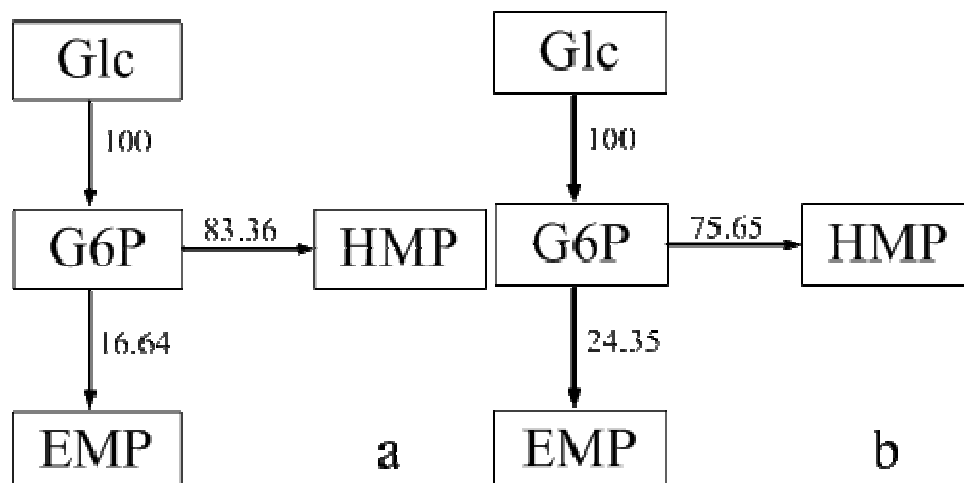 Glc
100
G6P
83.36
HMP
16.64
EMP
a
Glc
100
G6P
75.65
HMP
24.35
EMP
b